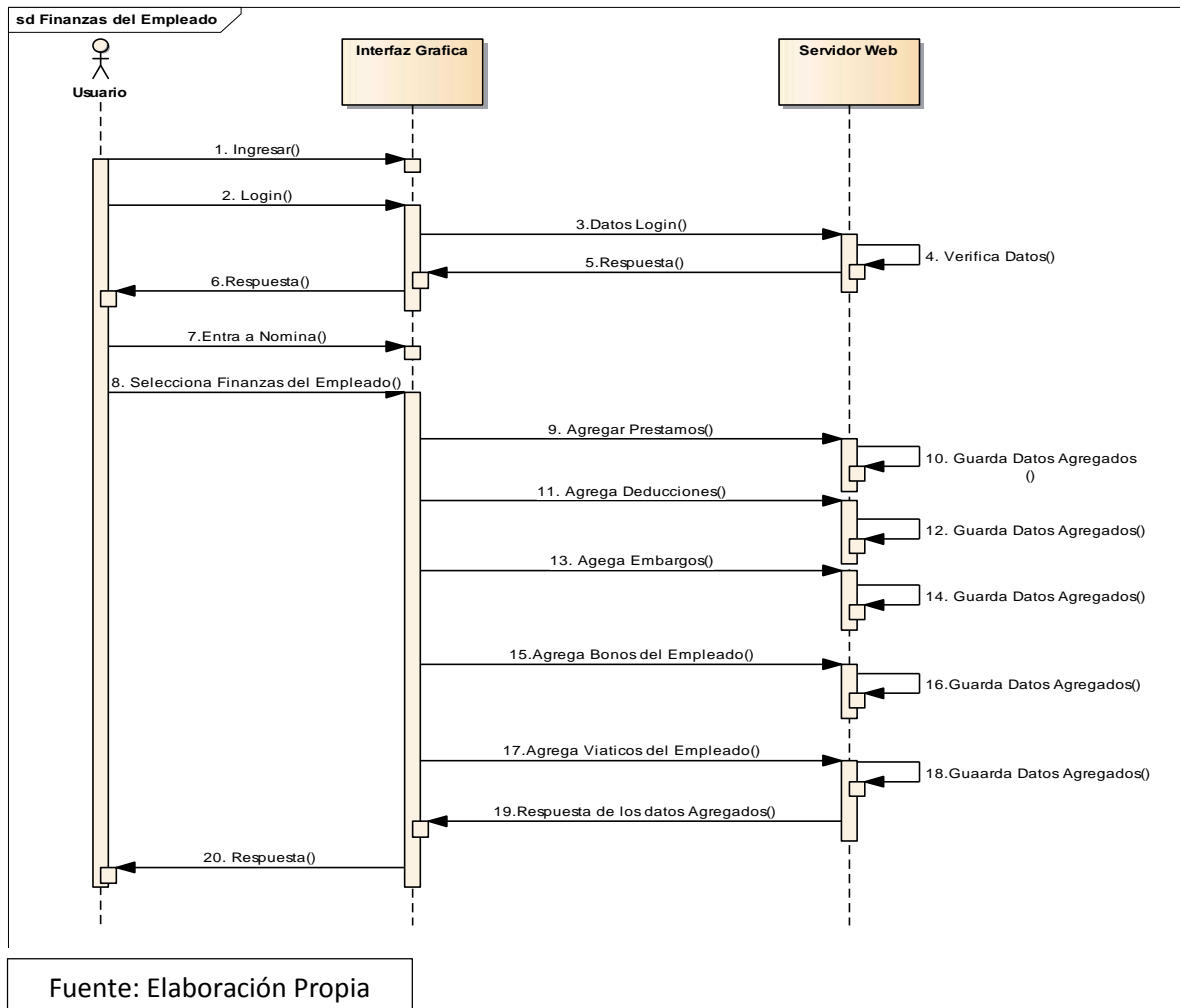 sd Finanzas del Empleado
Usuario
Interfaz Grafica
Servidor Web
1. Ingresar()
2. Login()
3.Datos Login()
4. Verifica Datos()
5.Respuesta()
6.Respuesta()
7.Entra a Nomina()
8. Selecciona Finanzas del Empleado()
9. Agregar Prestamos()
10. Guarda Datos Agregados
()
11. Agrega Deducciones()
12. Guarda Datos Agregados()
13. Agega Embargos()
14. Guarda Datos Agregados()
15.Agrega Bonos del Empleado()
16.Guarda Datos Agregados()
17.Agrega Viaticos del Empleado()
18.Guaarda Datos Agregados()
19.Respuesta de los datos Agregados()
20. Respuesta()
Fuente: Elaboración Propia